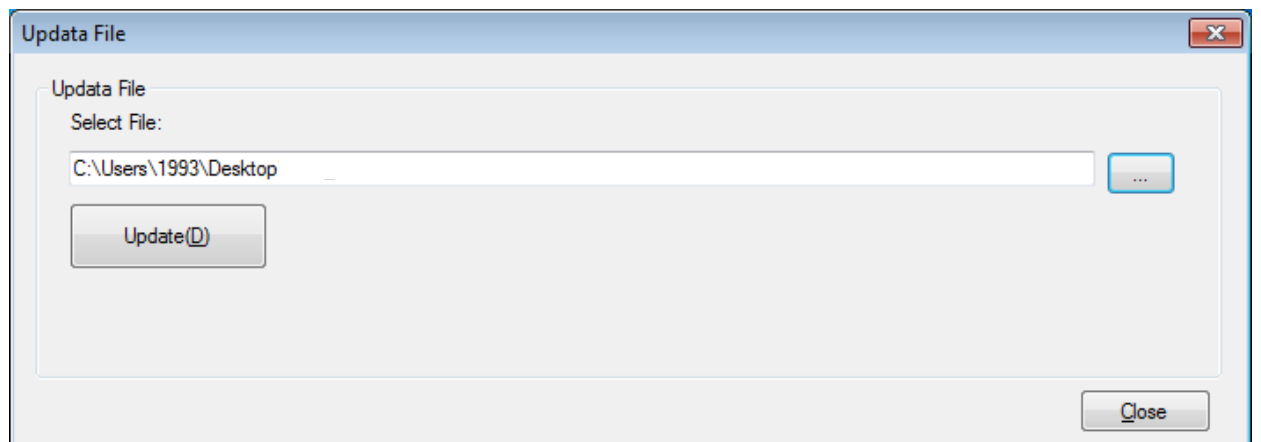 Updata File
Updata File
Select File:
C:\Users\1993\Desktop
...
Update(D)
Close